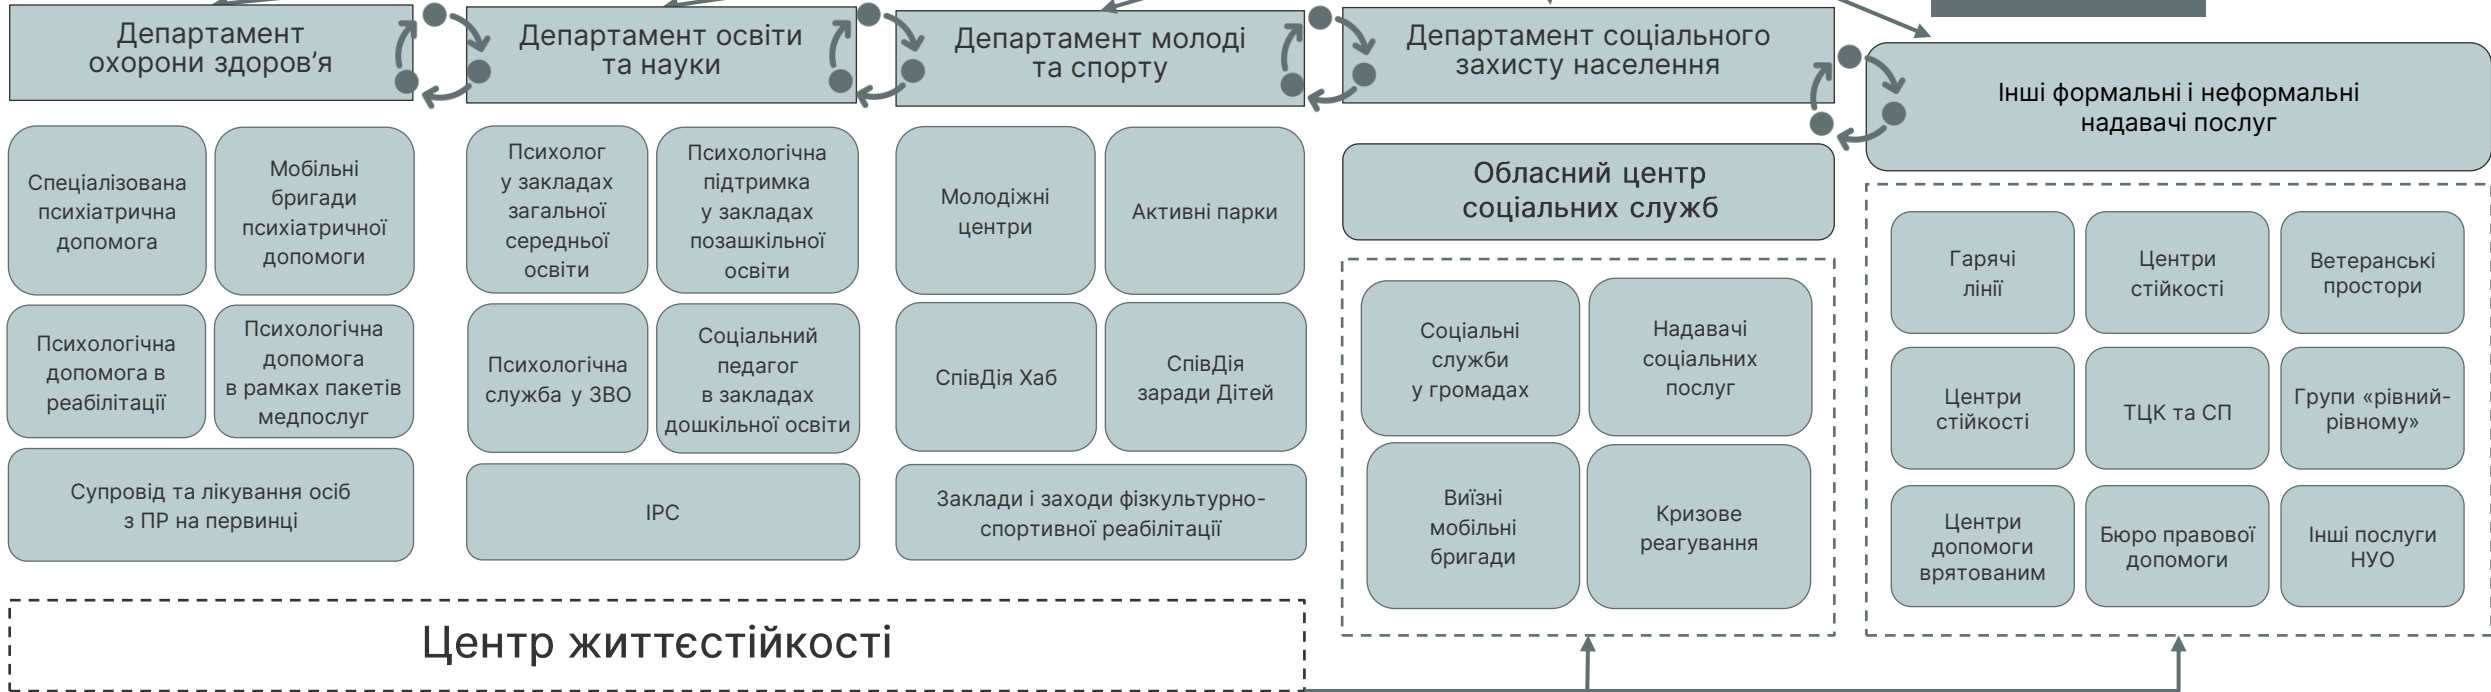 Департамент
охорони здоров’я
Спеціалізована
психіатрична
допомога
Мобільні
бригади
психіатричної
допомоги
Психологічна
допомога в
реабілітації
Психологічна
допомога
в рамках пакетів
медпослуг
Супровід та лікування осіб
з ПР на первинці
Департамент освіти
та науки
Психолог
у закладах
загальної
середньої
освіти
Психологічна
підтримка
у закладах
позашкільної
освіти
Психологічна
служба у ЗВО
Соціальний
педагог
в закладах
дошкільної освіти
ІРС
Департамент молоді
та спорту
Молодіжні
центри
Активні парки
СпівДія Хаб
СпівДія
заради Дітей
Заклади і заходи фізкультурно-
спортивної реабілітації
Департамент соціального
захисту населення
Обласний центр
соціальних служб
Соціальні
служби
у громадах
Надавачі
соціальних
послуг
Виїзні
мобільні
бригади
Кризове
реагування
Інші формальні і неформальні
надавачі послуг
Гарячі
лінії
Центри
стійкості
Ветеранські
простори
Центри
стійкості
ТЦК та СП
Групи «рівний-
рівному»
Центри
допомоги
врятованим
Бюро правової
допомоги
Інші послуги
НУО
Центр життєстійкості